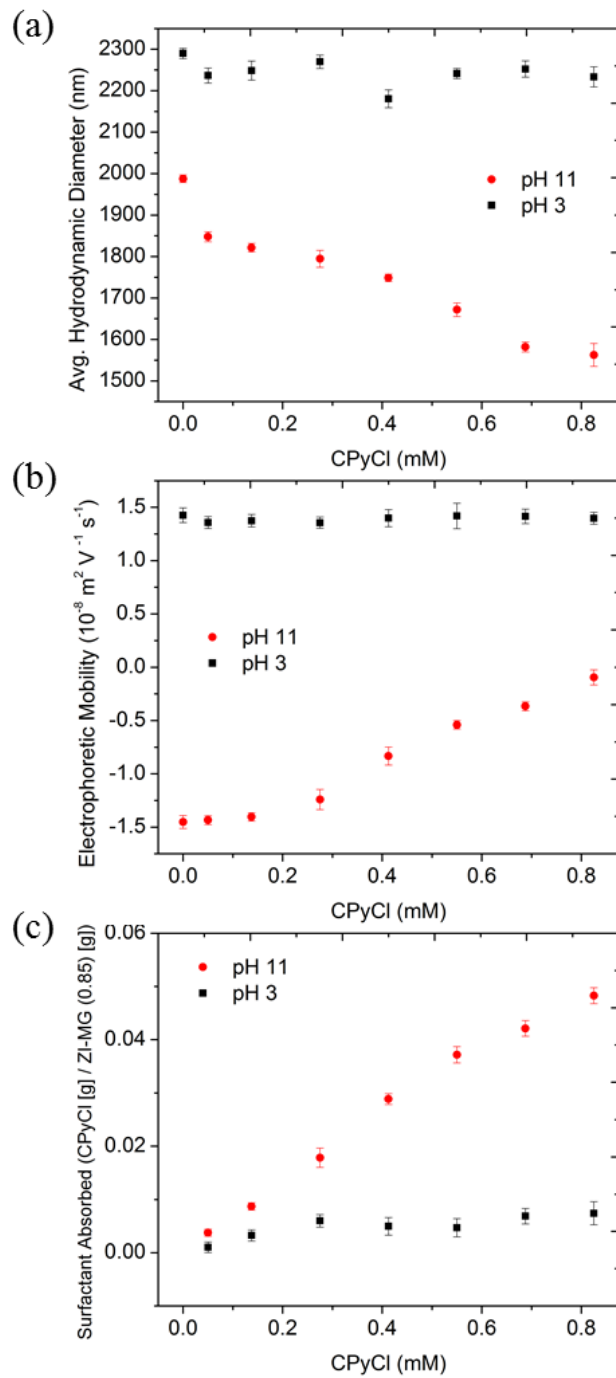 (a)
2300
2200
2100
2000
1900
1800
1700
1600
1500
Avg. Hydrodynamic Diameter (nm)
pH 11
pH 3
0.0 0.2 0.4 0.6 0.8
CPyCl (mM)
(b)
1.5
1.0
0.5
0.0
-0.5
-1.0
-1.5
Electrophoretic Mobility (10⁻⁸ m² V⁻¹ s⁻¹)
pH 11
pH 3
0.0 0.2 0.4 0.6 0.8
CPyCl (mM)
(c)
0.06
0.04
0.02
0.00
Surfactant Absorbed (CPyCl [g] / ZI-MG (0.85) [g])
pH 11
pH 3
0.0 0.2 0.4 0.6 0.8
CPyCl (mM)